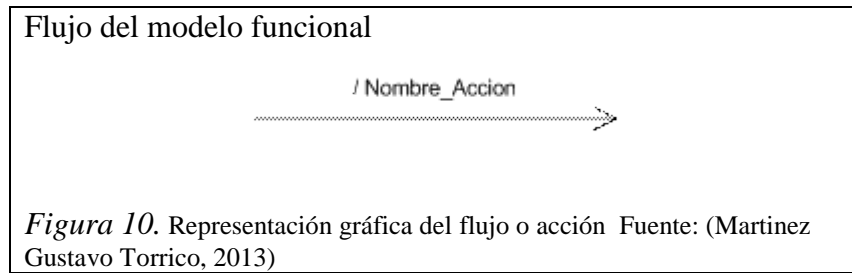 Flujo del modelo funcional
/ Nombre_Accion
Figura 10. Representación gráfica del flujo o acción Fuente: (Martinez
Gustavo Torrico, 2013)